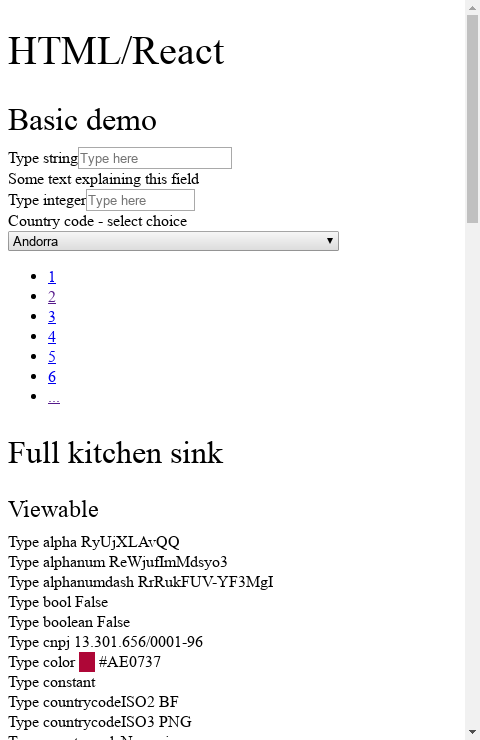 HTML/React
Basic demo
Type string Type here
Some text explaining this field
Type integer Type here
Country code - select choice
Andorra
1
2
3
4
5
6
...
Full kitchen sink
Viewable
Type alpha RyUjXLAvQQ
Type alphanum ReWjufImMdsyo3
Type alphanumdash RrRukFUV-YF3MgI
Type bool False
Type boolean False
Type cnpj 13.301.656/0001-96
Type color #AE0737
Type constant
Type countrycodeISO2 BF
Type countrycodeISO3 PNG